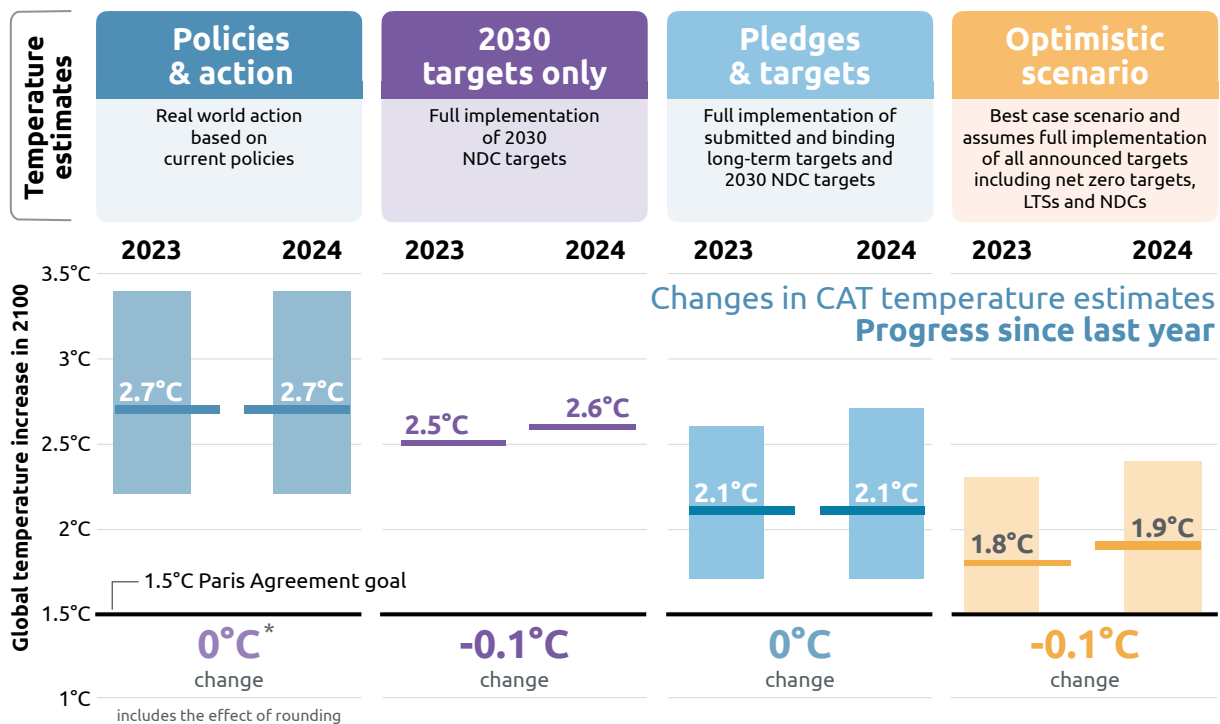 Temperature
estimates
Policies
& action
Real world action
based on
current policies
2030
targets only
Full implementation
of 2030
NDC targets
Pledges
& targets
Full implementation of
submitted and binding
long-term targets and
2030 NDC targets
Optimistic
scenario
Best case scenario and
assumes full implementation
of all announced targets
including net zero targets,
LTSs and NDCs
2023 2024 2023 2024 2023 2024 2023 2024
Changes in CAT temperature estimates
Progress since last year
Global temperature increase in 2100
3.5°C
3°C
2.5°C
2°C
1.5°C
1°C
2.7°C 2.7°C
2.5°C 2.6°C
2.1°C 2.1°C
1.8°C 1.9°C
1.5°C Paris Agreement goal
0°C*
change
includes the effect of rounding
-0.1°C
change
0°C
change
-0.1°C
change